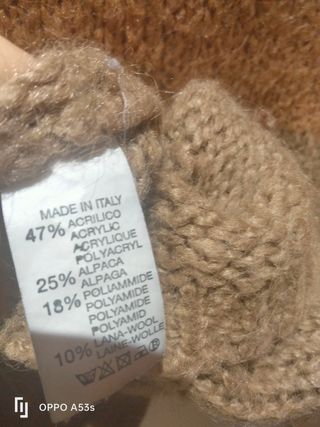 MADE IN ITALY
47% ACRILICO
ACRYLIC
ACRYLIQUE
POLYACRYL
25% ALPACA
ALPAGA
18% POLIAMMIDE
POLYAMIDE
POLYAMIDE
POLYAMID
10% LANA-WOOL
LAINE-WOLLE
OPPO A53s